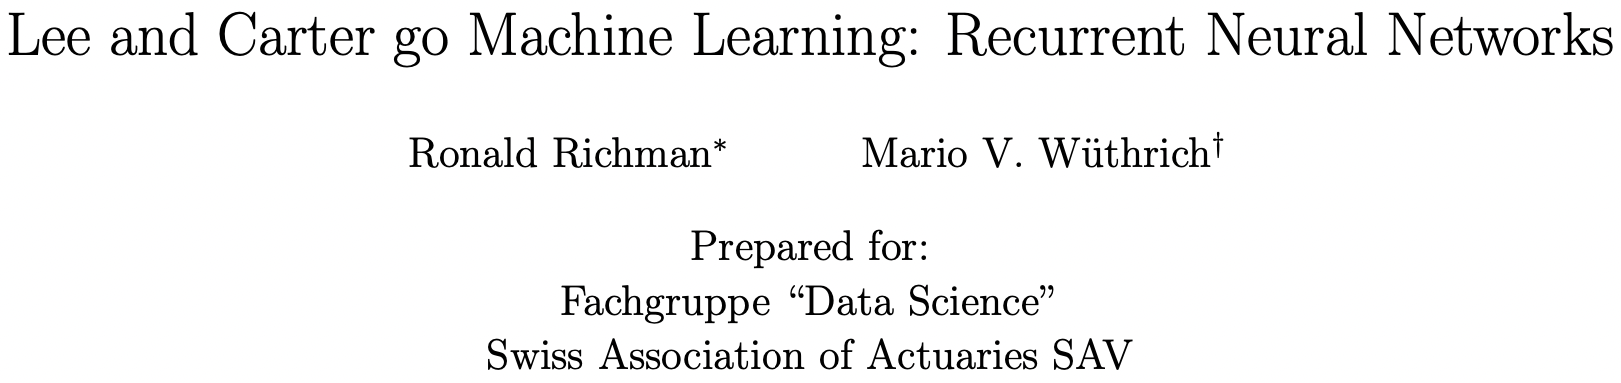 Lee and Carter go Machine Learning: Recurrent Neural Networks
Ronald Richman* Mario V. Wüthrich†
Prepared for:
Fachgruppe “Data Science”
Swiss Association of Actuaries SAV